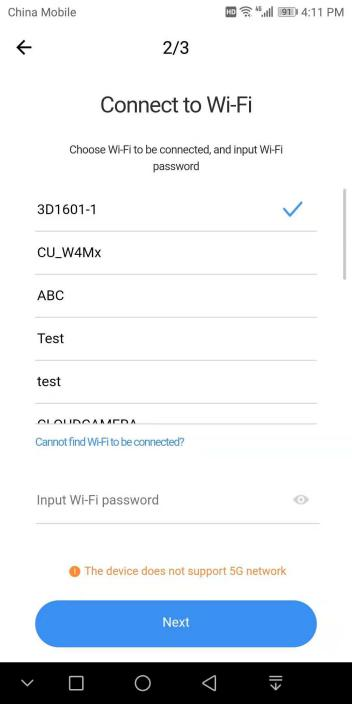 China Mobile HD 4G 91 4:11 PM
2/3
Connect to Wi-Fi
Choose Wi-Fi to be connected, and input Wi-Fi
password
3D1601-1
CU_W4Mx
ABC
Test
test
CLOUDCAMERA
Cannot find Wi-Fi to be connected?
Input Wi-Fi password
The device does not support 5G network
Next